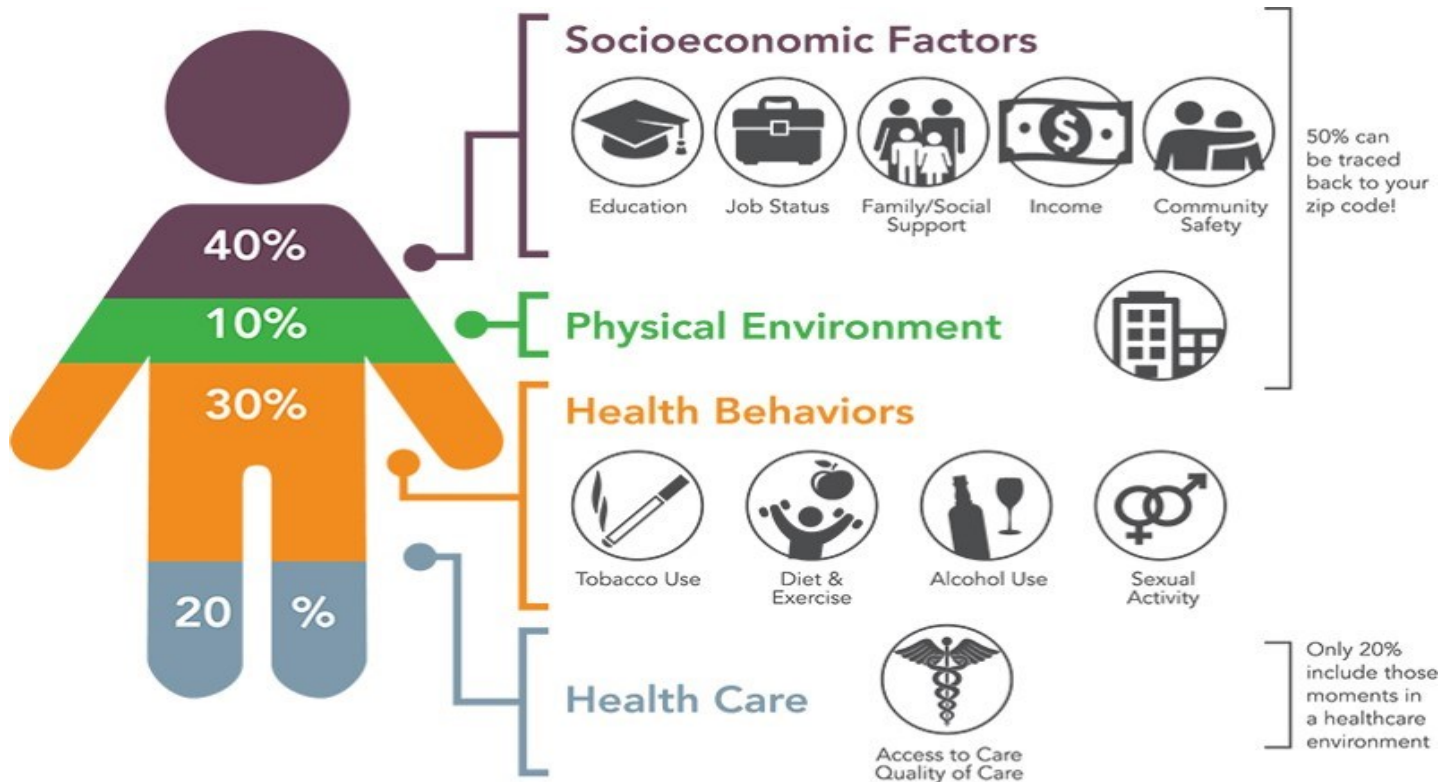 Socioeconomic Factors
Education
Job Status
Family/Social
Support
Income
Community
Safety
50% can
be traced
back to your
zip code!
40%
10%
Physical Environment
30%
Health Behaviors
Tobacco Use
Diet &
Exercise
Alcohol Use
Sexual
Activity
20 %
Health Care
Access to Care
Quality of Care
Only 20%
include those
moments in
a healthcare
environment
$